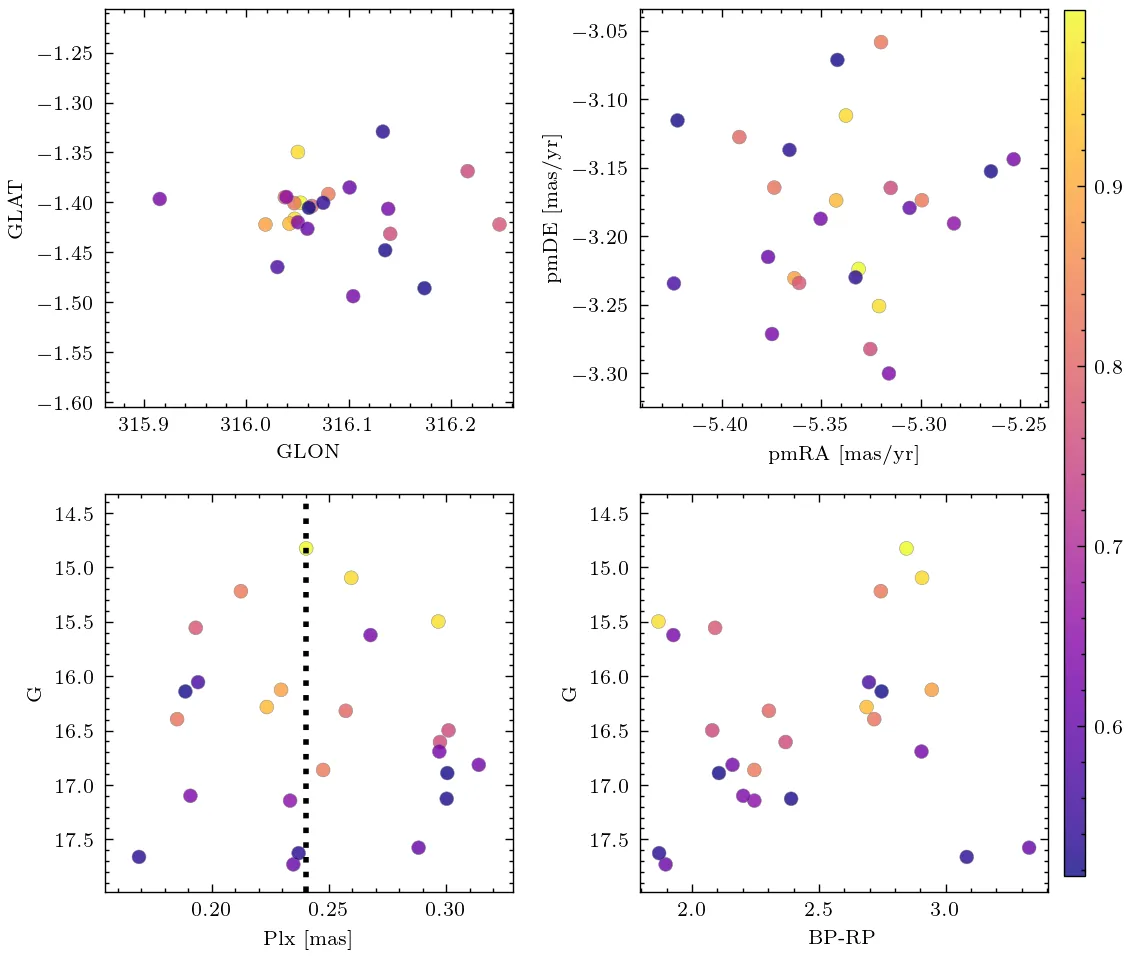 −1.25
−1.30
−1.35
−1.40
−1.45
−1.50
−1.55
−1.60
GLAT
315.9 316.0 316.1 316.2
GLON
−3.05
−3.10
−3.15
−3.20
−3.25
−3.30
pmDE [mas/yr]
−5.40 −5.35 −5.30 −5.25
pmRA [mas/yr]
0.9
0.8
0.7
0.6
14.5
15.0
15.5
16.0
16.5
17.0
17.5
G
0.20 0.25 0.30
Plx [mas]
14.5
15.0
15.5
16.0
16.5
17.0
17.5
G
2.0 2.5 3.0
BP-RP